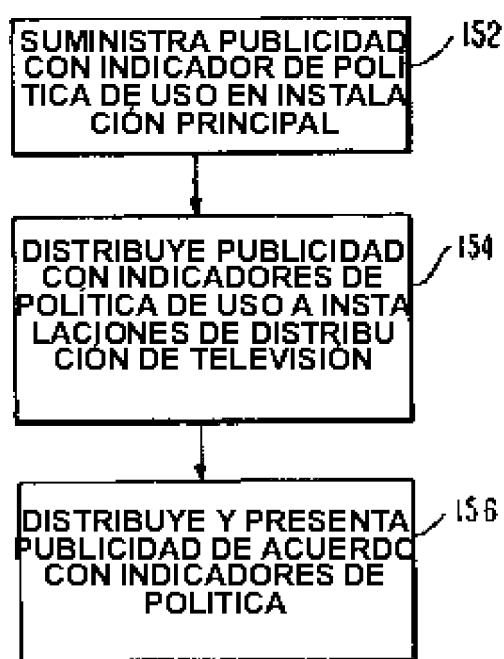 152
SUMINISTRA PUBLICIDAD
CON INDICADOR DE POLÍ
TICA DE USO EN INSTALA
CIÓN PRINCIPAL
154
DISTRIBUYE PUBLICIDAD
CON INDICADORES DE
POLÍTICA DE USO A INSTA
LACIONES DE DISTRIBU
CIÓN DE TELEVISIÓN
156
DISTRIBUYE Y PRESENTA
PUBLICIDAD DE ACUERDO
CON INDICADORES DE
POLITICA